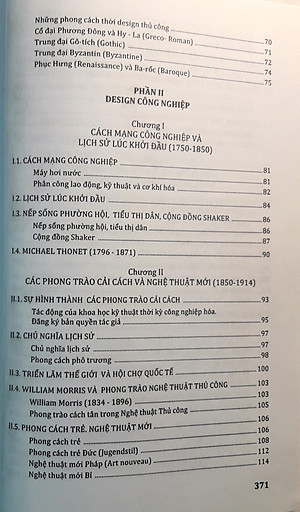 Những phong cách thời design thủ công ... 70
Cổ đại Phương Đông và Hy - La (Greco- Roman) ... 71
Trung đại Gô-tích (Gothic) ... 72
Trung đại Byzantin (Byzantine) ... 74
Phục Hưng (Renaissance) và Ba-rốc (Baroque) ... 75
PHẦN II
DESIGN CÔNG NGHIỆP
Chương I
CÁCH MẠNG CÔNG NGHIỆP VÀ
LỊCH SỬ LÚC KHỞI ĐẦU (1750-1850)
I.1. CÁCH MẠNG CÔNG NGHIỆP ... 81
Máy hơi nước ... 81
Phân công lao động, kỹ thuật và cơ khí hóa ... 82
I.2. LỊCH SỬ LÚC KHỞI ĐẦU ... 84
I.3. NẾP SỐNG PHƯỜNG HỘI, TIỂU THỊ DÂN, CỘNG ĐỒNG SHAKER ... 86
Nếp sống phường hội, tiểu thị dân ... 86
Cộng đồng Shaker ... 87
I.4. MICHAEL THONET (1796 - 1871) ... 90
Chương II
CÁC PHONG TRÀO CẢI CÁCH VÀ NGHỆ THUẬT MỚI (1850-1914)
II.1. SỰ HÌNH THÀNH CÁC PHONG TRÀO CẢI CÁCH ... 93
Tác động của khoa học kỹ thuật thời kỳ công nghiệp hóa.
Đăng ký bản quyền tác giả ... 95
II.2. CHỦ NGHĨA LỊCH SỬ ... 97
Chủ nghĩa lịch sử ... 97
Phong cách phô trương ... 98
II.3. TRIỂN LÃM THẾ GIỚI VÀ HỘI CHỢ QUỐC TẾ ... 100
II.4. WILLIAM MORRIS VÀ PHONG TRÀO NGHỆ THUẬT THỦ CÔNG ... 103
William Morris (1834 - 1896) ... 103
Phong trào cách tân trong Nghệ thuật Thủ công ... 105
II.5. PHONG CÁCH TRẺ. NGHỆ THUẬT MỚI ... 106
Phong cách trẻ ... 106
Phong cách trẻ Đức (Jugendstil) ... 108
Nghệ thuật mới Pháp (Art nouveau) ... 112
Nghệ thuật mới Bỉ ... 114
371